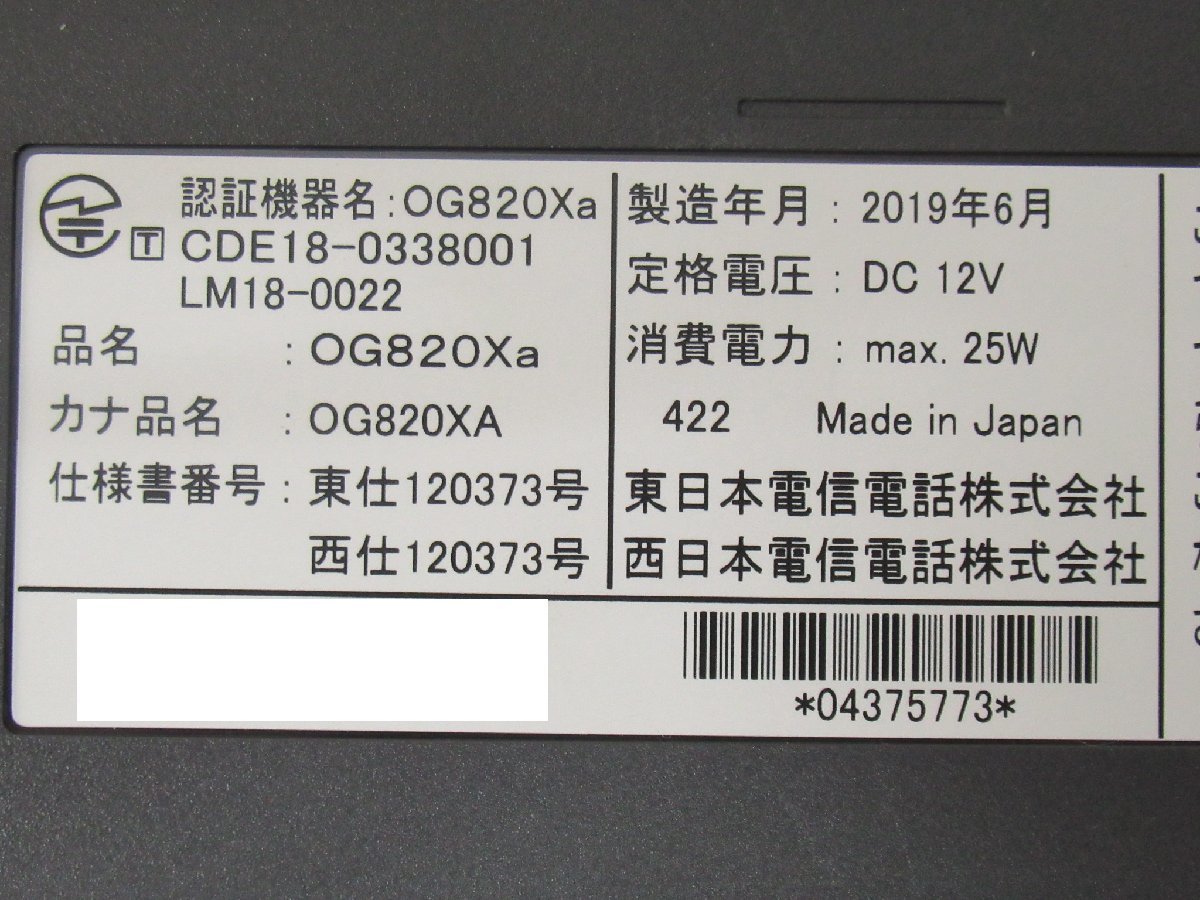 認証機器名:OG820Xa
T CDE18-0338001
LM18-0022
品名 : OG820Xa
カナ品名 : OG820XA
仕様書番号 : 東仕120373号
西仕120373号
製造年月 : 2019年6月
定格電圧 : DC 12V
消費電力 : max. 25W
422 Made in Japan
東日本電信電話株式会社
西日本電信電話株式会社
*04375773*